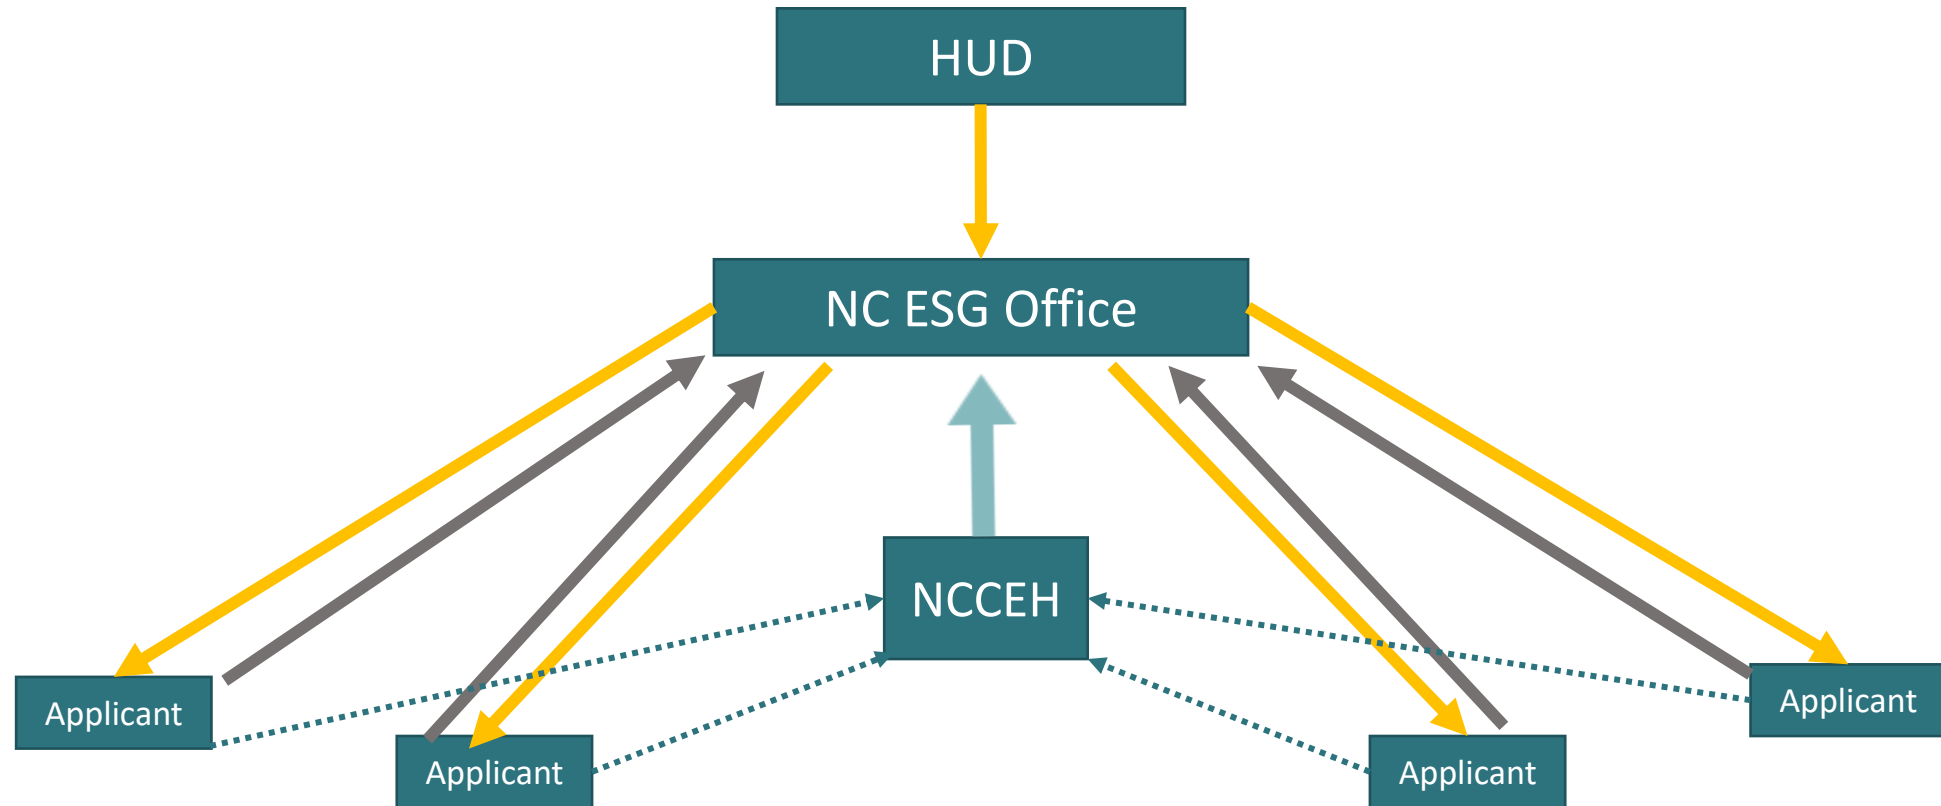 HUD
NC ESG Office
NCCEH
Applicant
Applicant
Applicant
Applicant